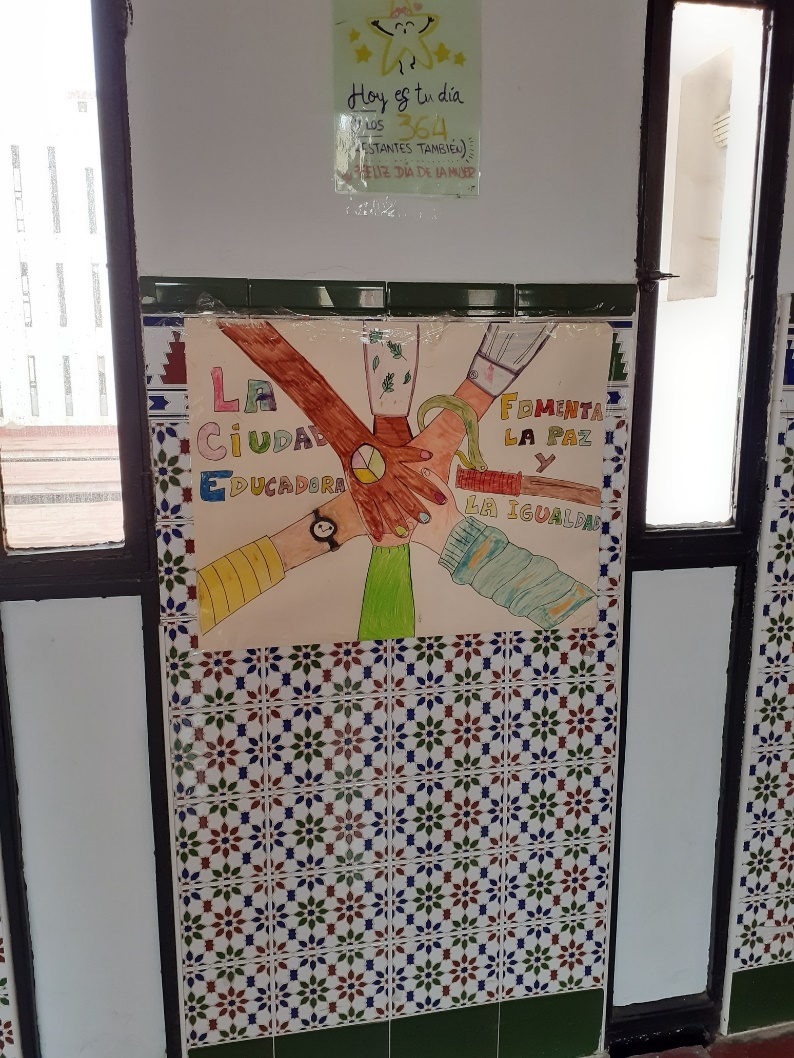 Hoy es tu día
Y LOS 364
RESTANTES TAMBIÉN)
FELIZ DÍA DE LA MUJER
LA
CiUDAD
EDUCADORA
FOMENTA
LA PAZ
Y
LA IGUALDAD